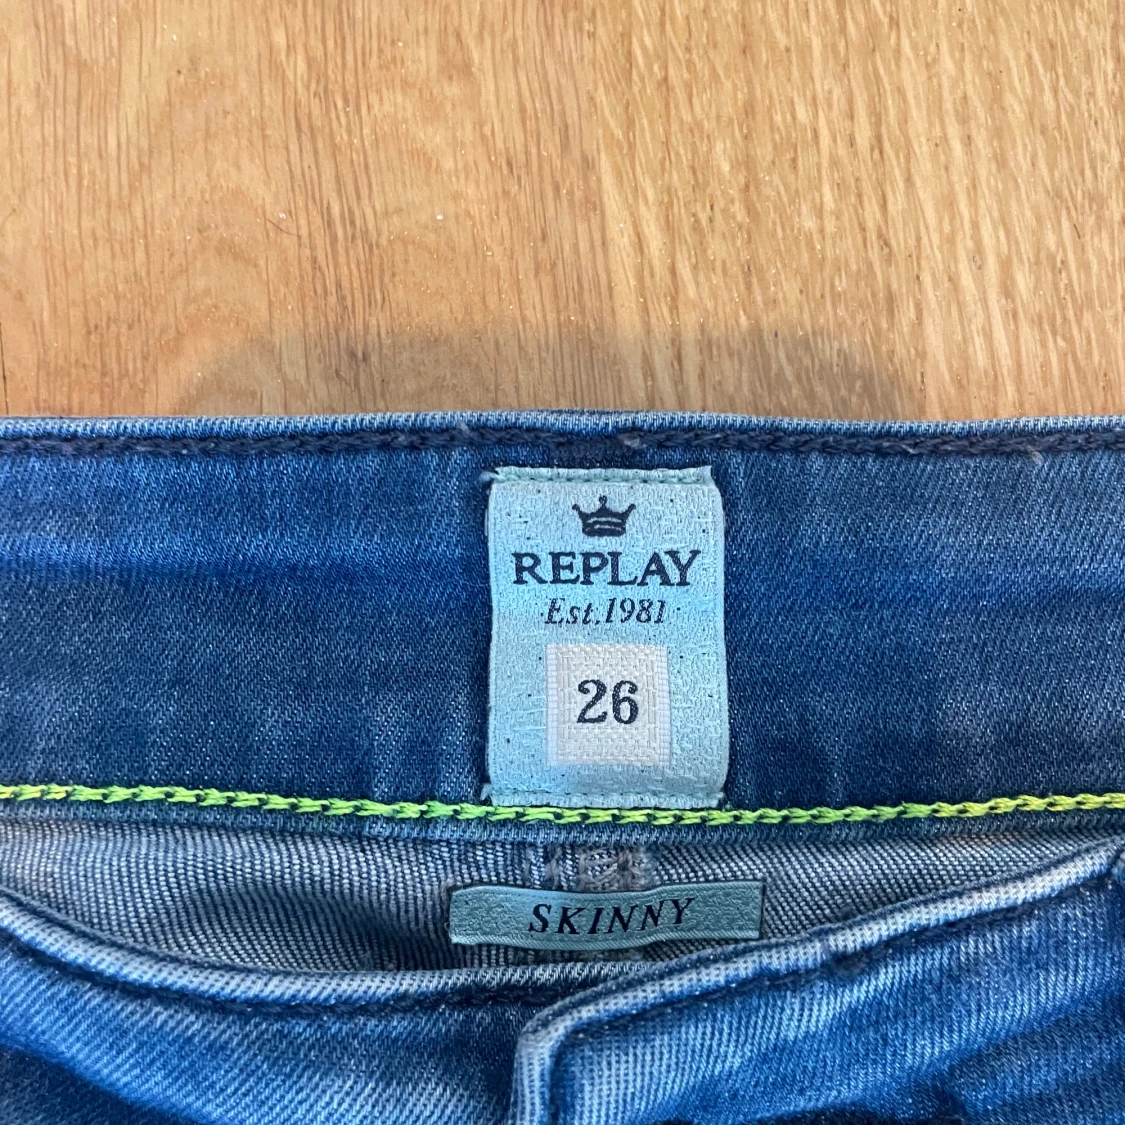 REPLAY
Est.1981
26
SKINNY